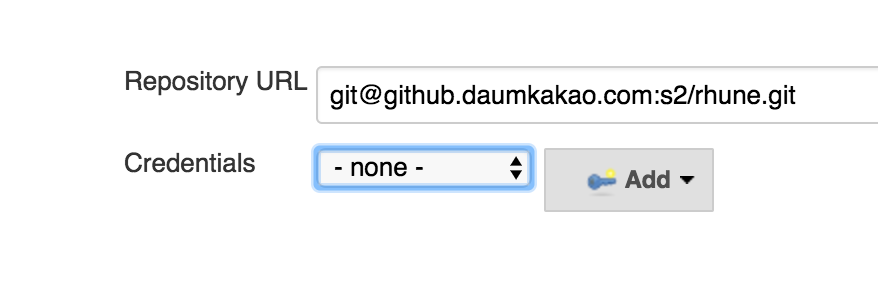 Repository URL git@github.daumkakao.com:s2/rhune.git
Credentials - none - Add